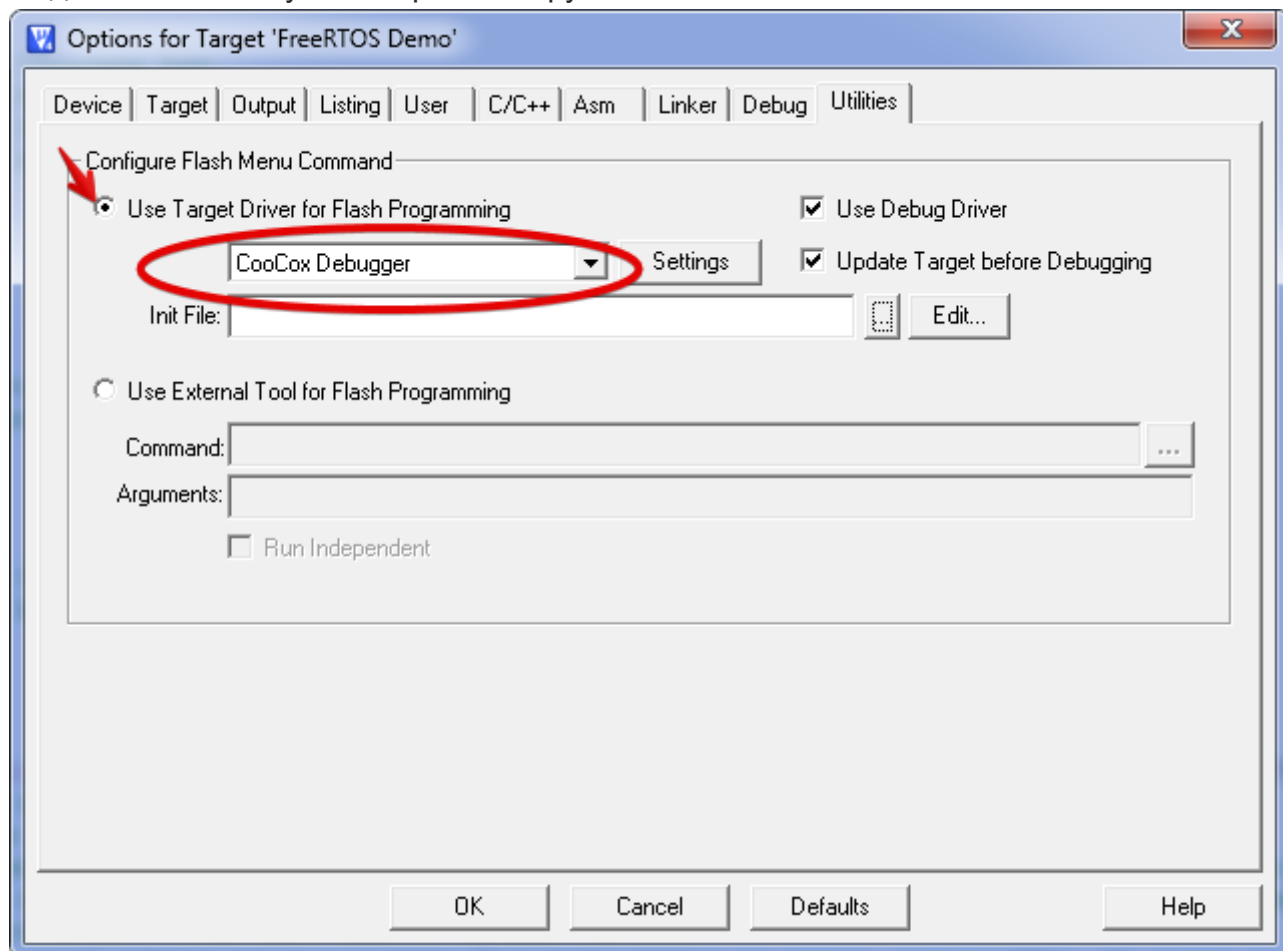 Options for Target 'FreeRTOS Demo'
Device Target Output Listing User C/C++ Asm Linker Debug Utilities
Configure Flash Menu Command
Use Target Driver for Flash Programming Use Debug Driver
CooCox Debugger Settings Update Target before Debugging
Init File: ... Edit...
Use External Tool for Flash Programming
Command: ...
Arguments:
Run Independent
OK Cancel Defaults Help